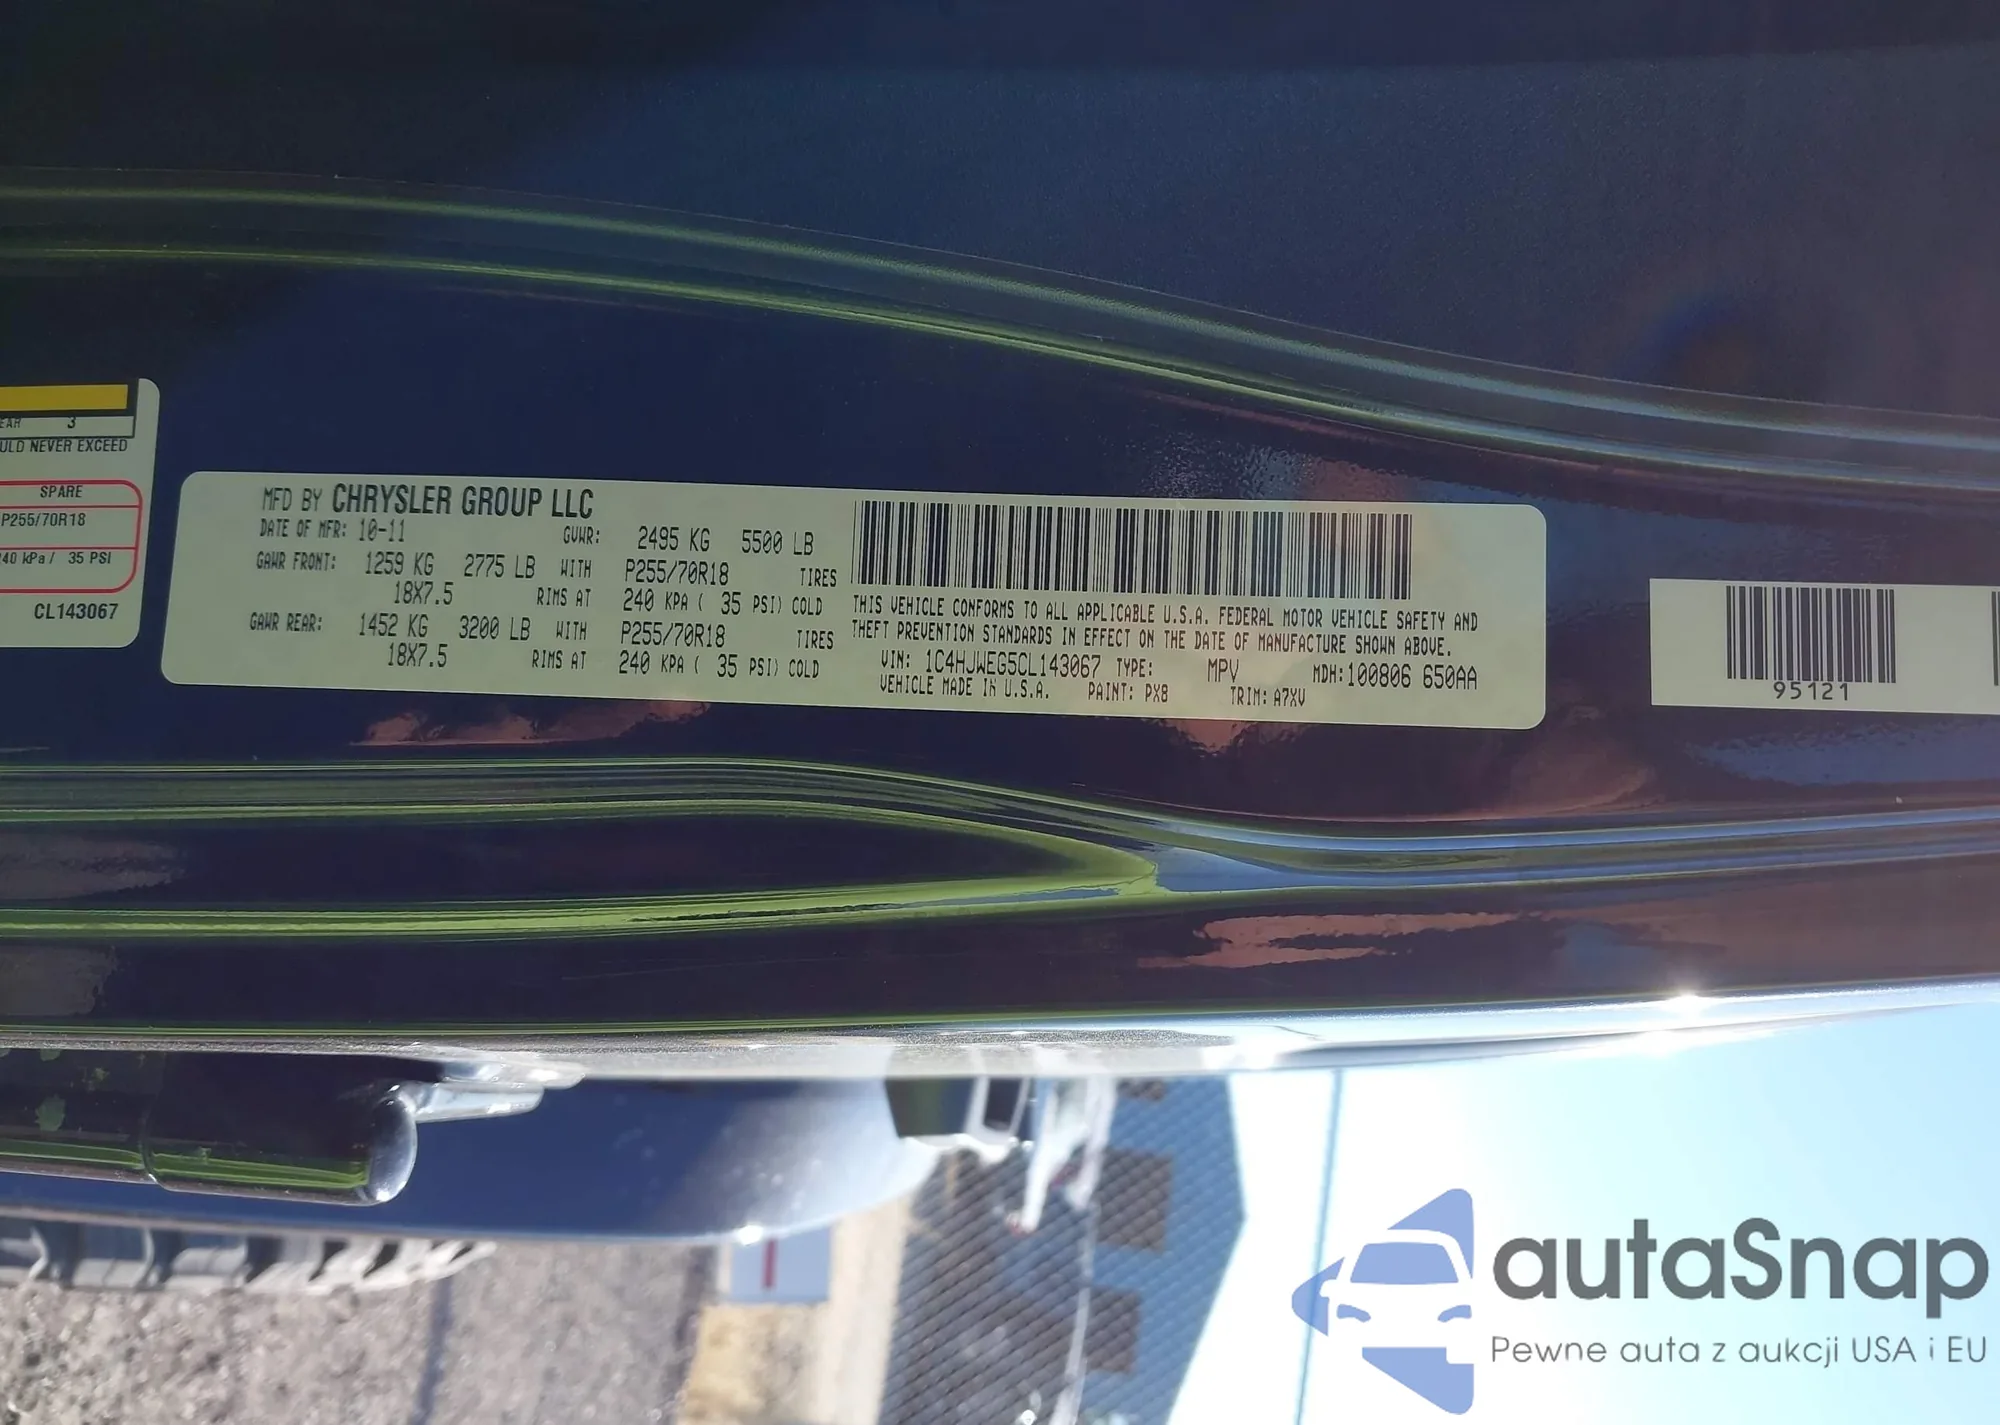 EAR 3
ULD NEVER EXCEED
SPARE
P255/70R18
240 kPa / 35 PSI
CL143067
MFD BY CHRYSLER GROUP LLC
DATE OF MFR: 10-11 GVWR: 2495 KG 5500 LB
GAWR FRONT: 1259 KG 2775 LB WITH P255/70R18 TIRES
18X7.5 RIMS AT 240 KPA ( 35 PSI) COLD
GAWR REAR: 1452 KG 3200 LB WITH P255/70R18 TIRES
18X7.5 RIMS AT 240 KPA ( 35 PSI) COLD
THIS VEHICLE CONFORMS TO ALL APPLICABLE U.S.A. FEDERAL MOTOR VEHICLE SAFETY AND
THEFT PREVENTION STANDARDS IN EFFECT ON THE DATE OF MANUFACTURE SHOWN ABOVE.
VIN: 1C4HJWEG5CL143067 TYPE: MPV MDH:100806 650AA
VEHICLE MADE IN U.S.A. PAINT: PX8 TRIM: A7XV
95121
autaSnap
Pewne auta z aukcji USA i EU